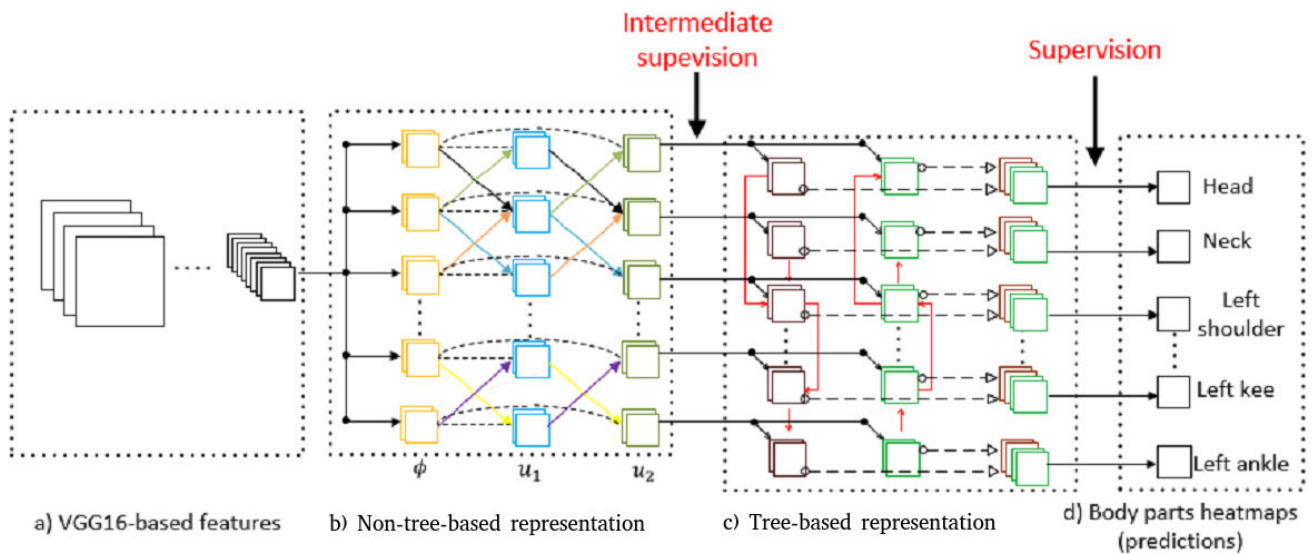 Intermediate
supevision
Supervision
Head
Neck
Left
shoulder
Left kee
Left ankle
ϕ
u₁
u₂
a) VGG16-based features
b) Non-tree-based representation
c) Tree-based representation
d) Body parts heatmaps
(predictions)